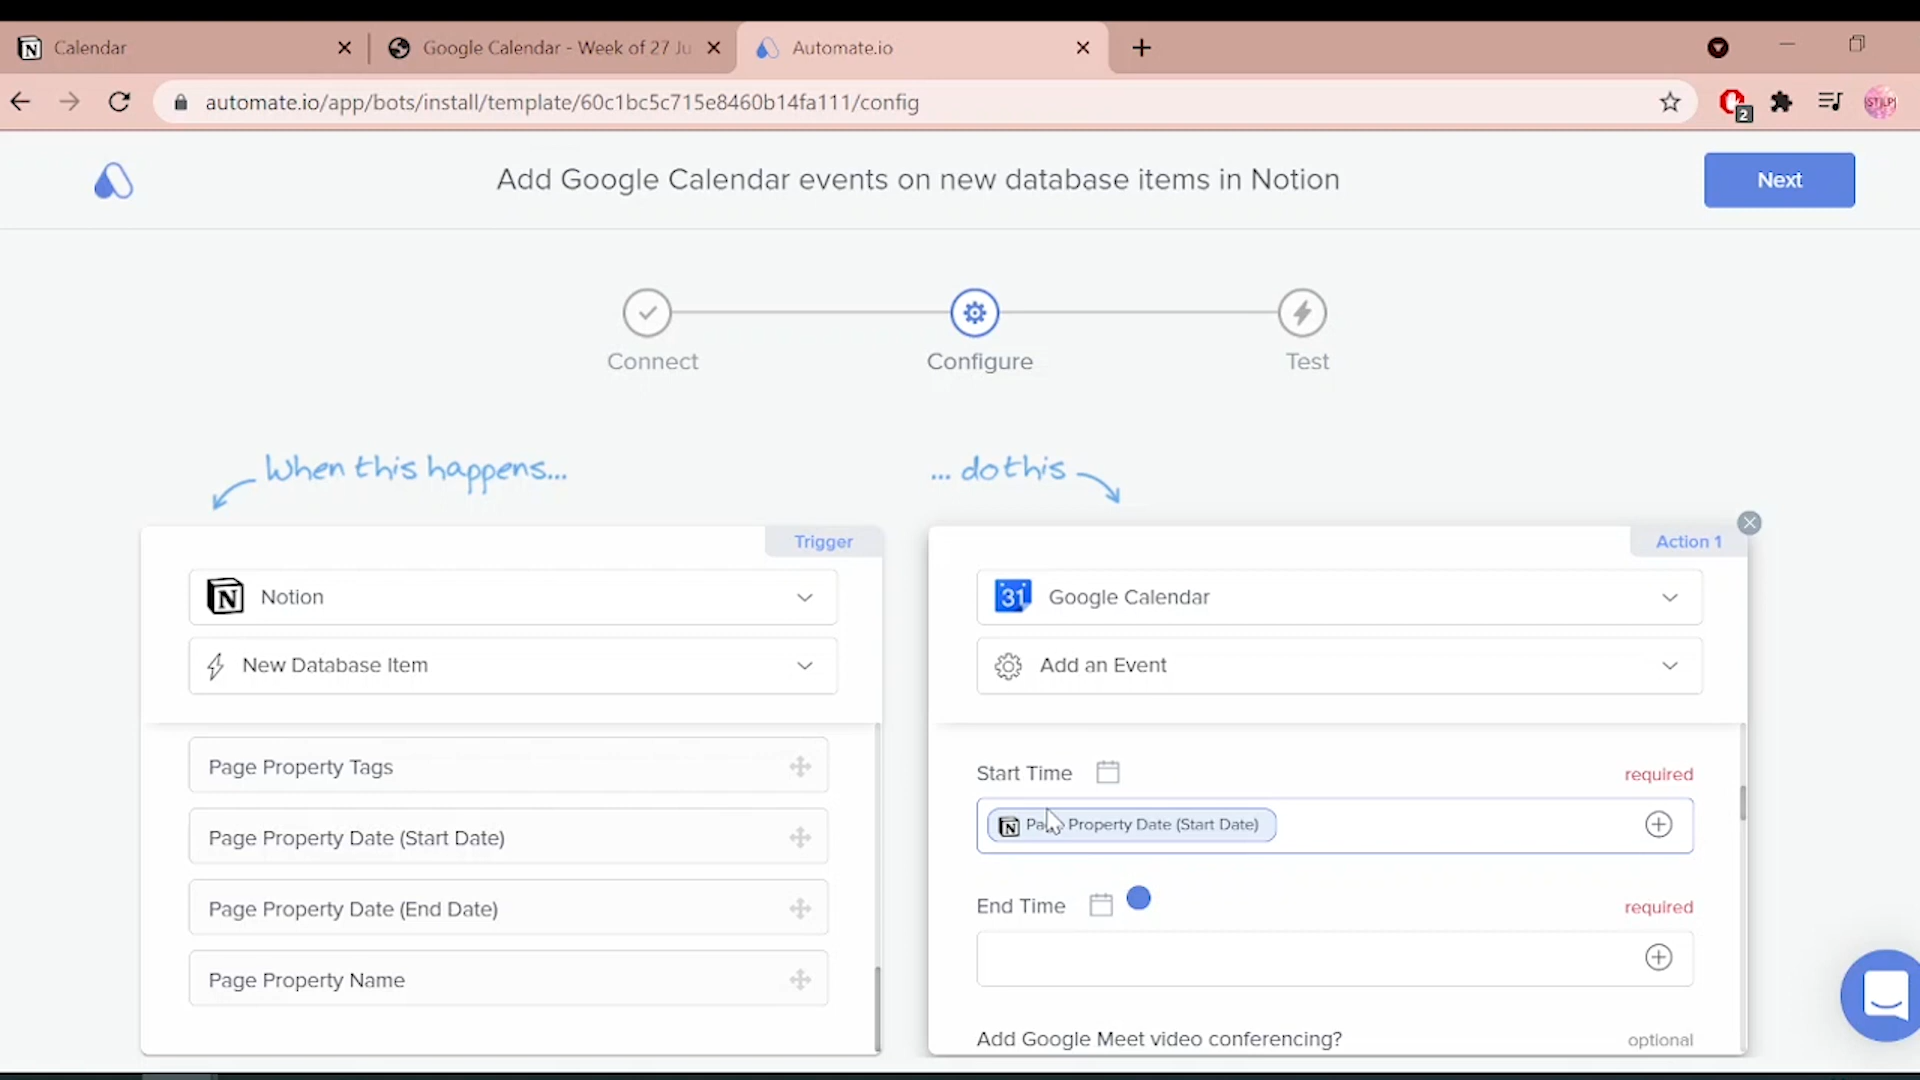 Calendar
Google Calendar - Week of 27 Ju
Automate.io
automate.io/app/bots/install/template/60c1bc5c715e8460b14fa111/config
2
STJLP
Add Google Calendar events on new database items in Notion
Next
Connect
Configure
Test
When this happens...
... do this
Trigger
Action 1
Notion
31
Google Calendar
New Database Item
Add an Event
Page Property Tags
Start Time
required
Page Property Date (Start Date)
Property Date (Start Date)
Page Property Date (End Date)
End Time
required
Page Property Name
Add Google Meet video conferencing?
optional